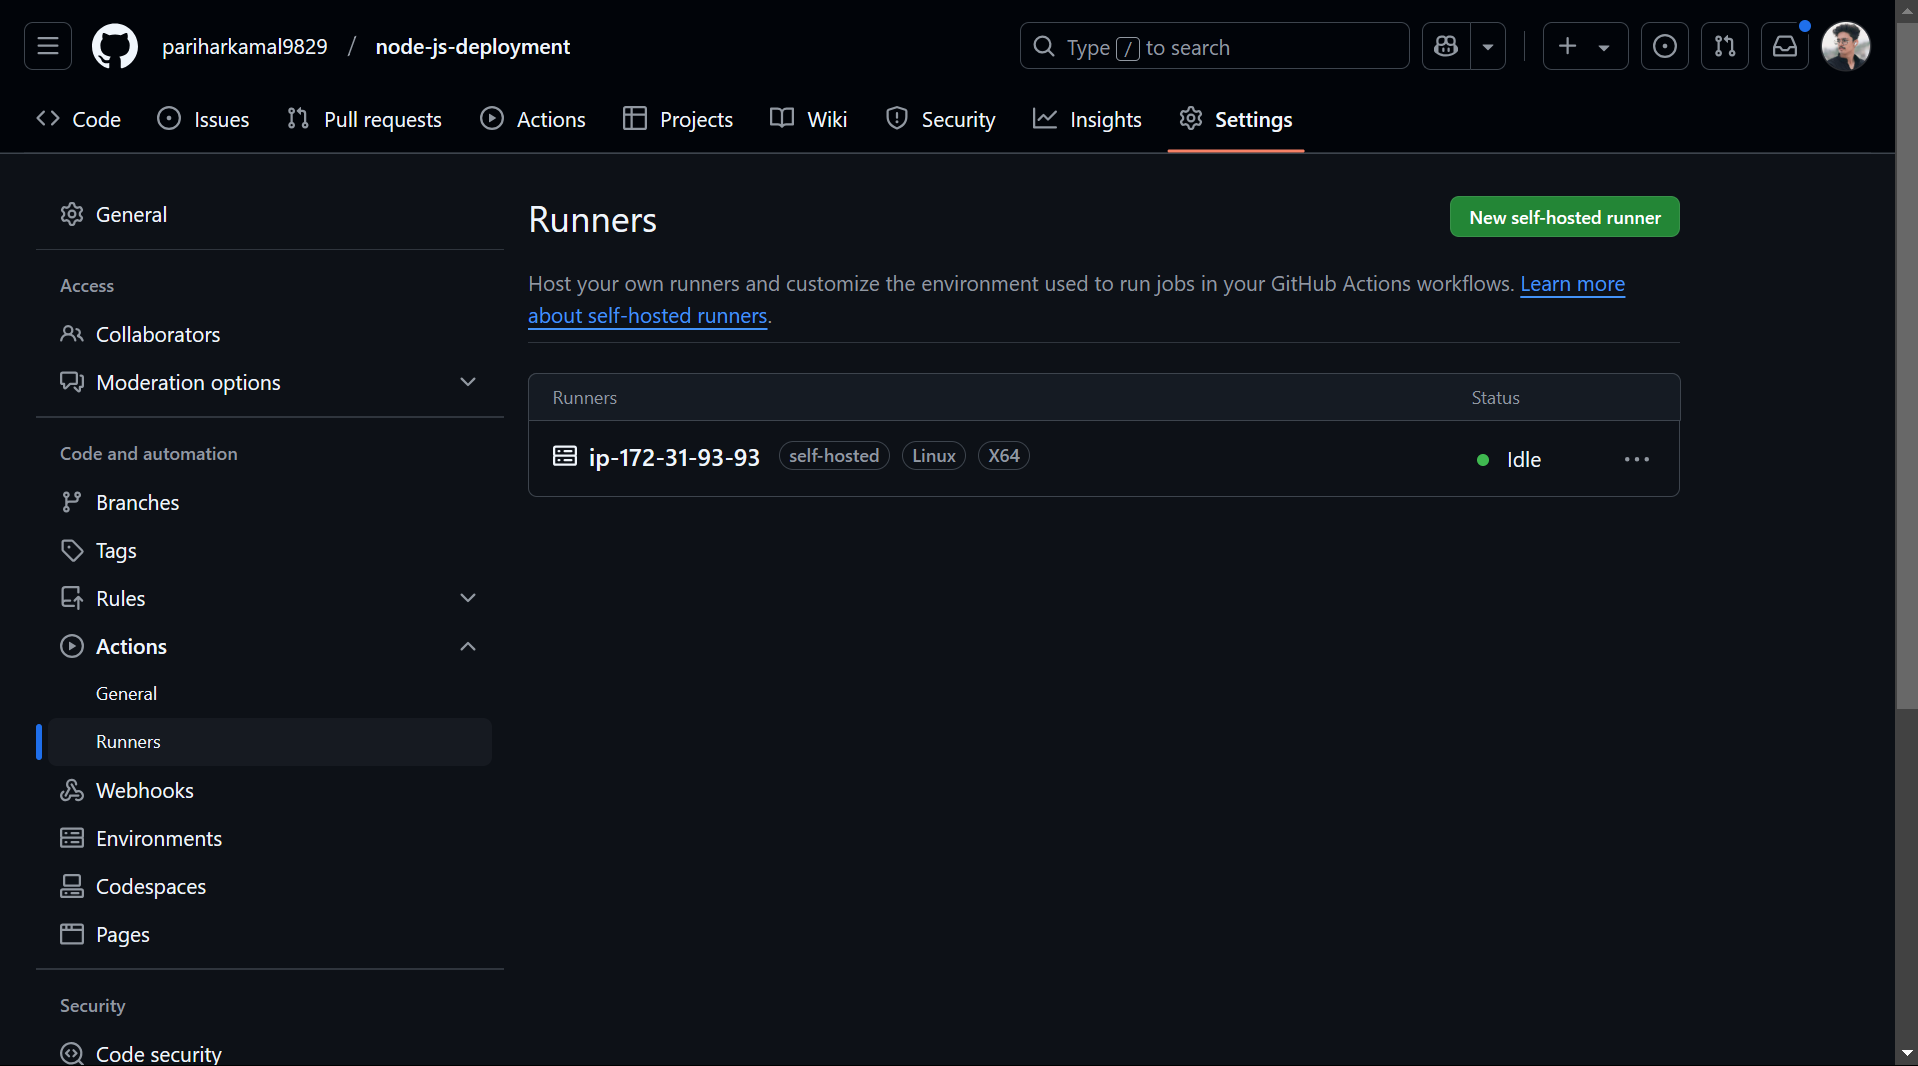 pariharkamal9829 / node-js-deployment
Type / to search
Code
Issues
Pull requests
Actions
Projects
Wiki
Security
Insights
Settings
General
Access
Collaborators
Moderation options
Code and automation
Branches
Tags
Rules
Actions
General
Runners
Webhooks
Environments
Codespaces
Pages
Security
Code security
Runners
New self-hosted runner
Host your own runners and customize the environment used to run jobs in your GitHub Actions workflows. Learn more
about self-hosted runners.
Runners Status
ip-172-31-93-93 self-hosted Linux X64 Idle